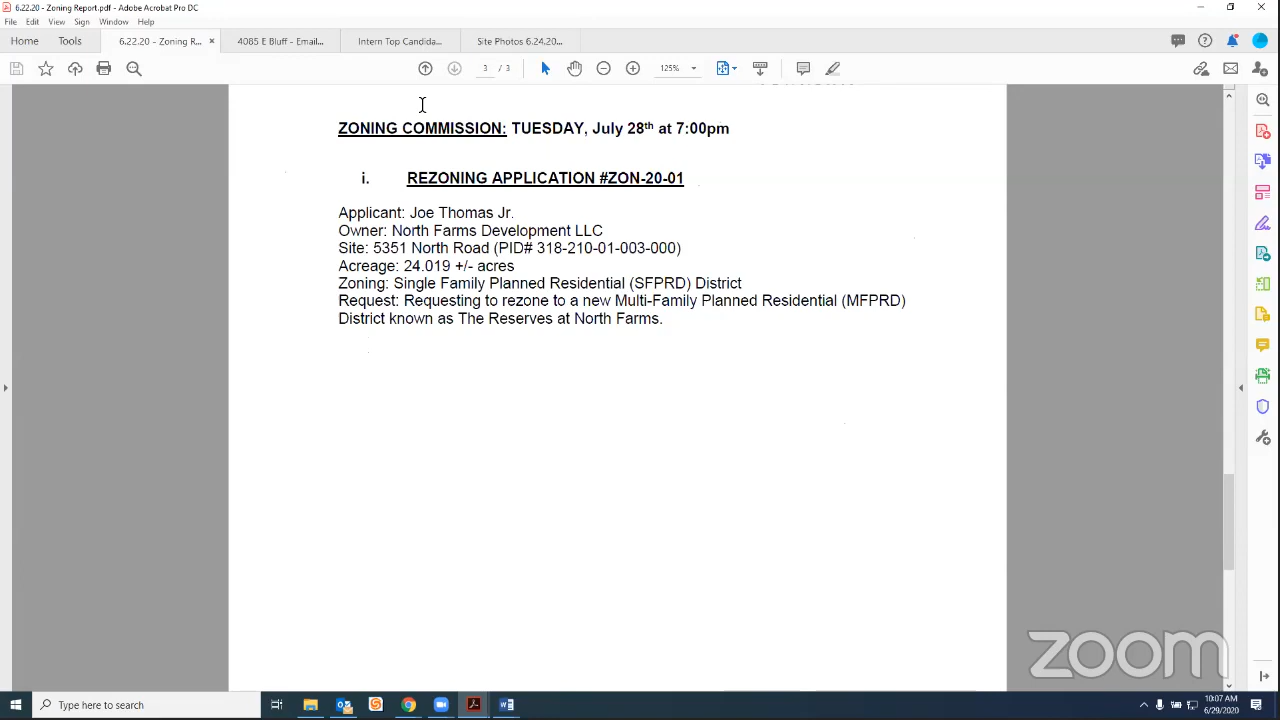 6.22.20 - Zoning Report.pdf - Adobe Acrobat Pro DC
File Edit View Sign Window Help
Home Tools 6.22.20 - Zoning R... × 4085 E Bluff - Email... Intern Top Candida... Site Photos 6.24.20...
3 / 3 125%
ZONING COMMISSION: TUESDAY, July 28th at 7:00pm
i. REZONING APPLICATION #ZON-20-01
Applicant: Joe Thomas Jr.
Owner: North Farms Development LLC
Site: 5351 North Road (PID# 318-210-01-003-000)
Acreage: 24.019 +/- acres
Zoning: Single Family Planned Residential (SFPRD) District
Request: Requesting to rezone to a new Multi-Family Planned Residential (MFPRD)
District known as The Reserves at North Farms.
zoom
Type here to search
10:07 AM
6/29/2020